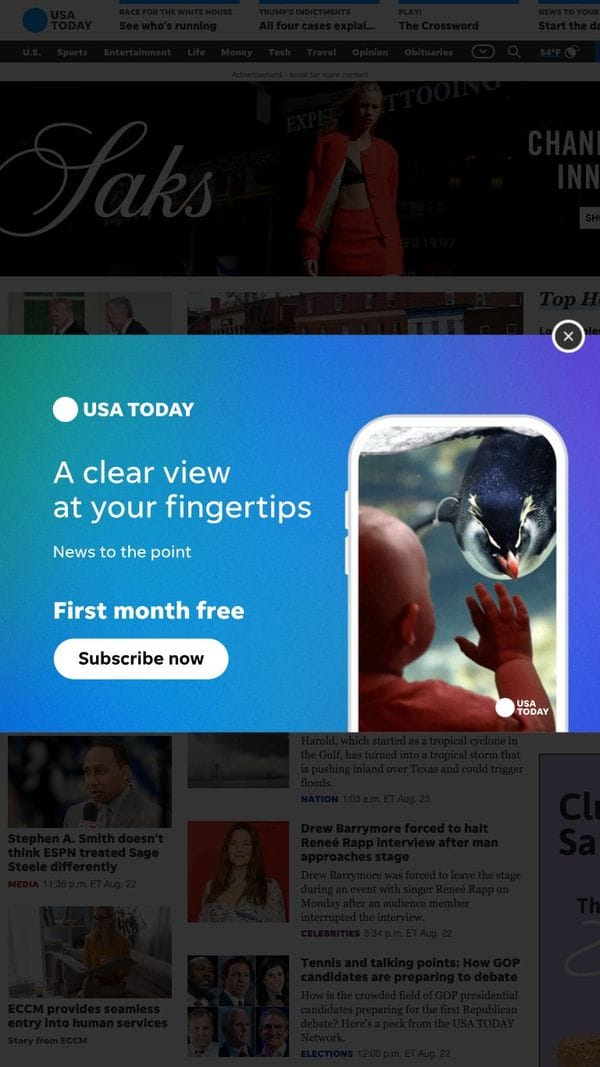 USA
TODAY
RACE FOR THE WHITE HOUSE
See who's running
TRUMP'S INDICTMENTS
All four cases explai...
PLAY!
The Crossword
NEWS TO YOUR
Start the da
U.S. Sports Entertainment Life Money Tech Travel Opinion Obituaries 54°F
Advertisement - scroll for more content
Saks
TTOOING
1997
CHAN
INN
SH
Top H
USA TODAY
A clear view
at your fingertips
News to the point
First month free
Subscribe now
USA
TODAY
Stephen A. Smith doesn't
think ESPN treated Sage
Steele differently
MEDIA 11:36 p.m. ET Aug. 22
ECCM provides seamless
entry into human services
Story from ECCM
Harold, which started as a tropical cyclone in
the Gulf, has turned into a tropical storm that
is pushing inland over Texas and could trigger
floods.
NATION 1:03 a.m. ET Aug. 23
Drew Barrymore forced to halt
Reneé Rapp interview after man
approaches stage
Drew Barrymore was forced to leave the stage
during an event with singer Reneé Rapp on
Monday after an audience member
interrupted the interview.
CELEBRITIES 5:34 p.m. ET Aug. 22
Tennis and talking points: How GOP
candidates are preparing to debate
How is the crowded field of GOP presidential
candidates preparing for the first Republican
debate? Here's a peek from the USA TODAY
Network.
ELECTIONS 12:00 p.m. ET Aug. 22
Cl
Sa
Th